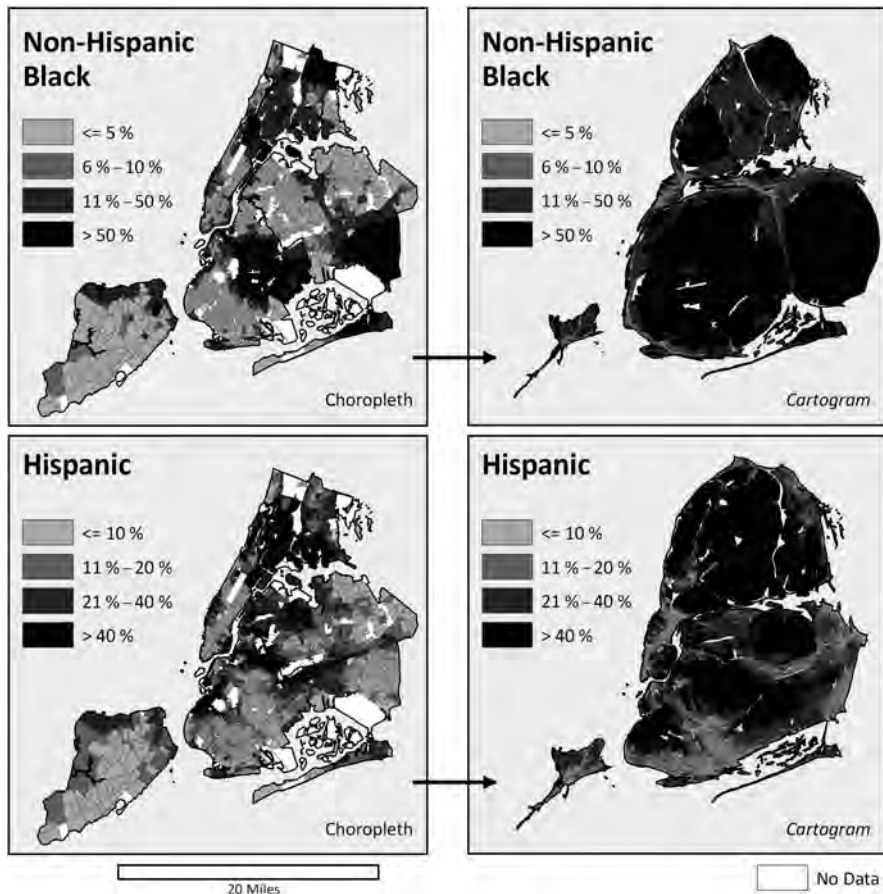 Non-Hispanic
Black
<= 5 %
6 % – 10 %
11 % – 50 %
> 50 %
Choropleth
Non-Hispanic
Black
<= 5 %
6 % – 10 %
11 % – 50 %
> 50 %
Cartogram
Hispanic
<= 10 %
11 % – 20 %
21 % – 40 %
> 40 %
Choropleth
Hispanic
<= 10 %
11 % – 20 %
21 % – 40 %
> 40 %
Cartogram
20 Miles
No Data